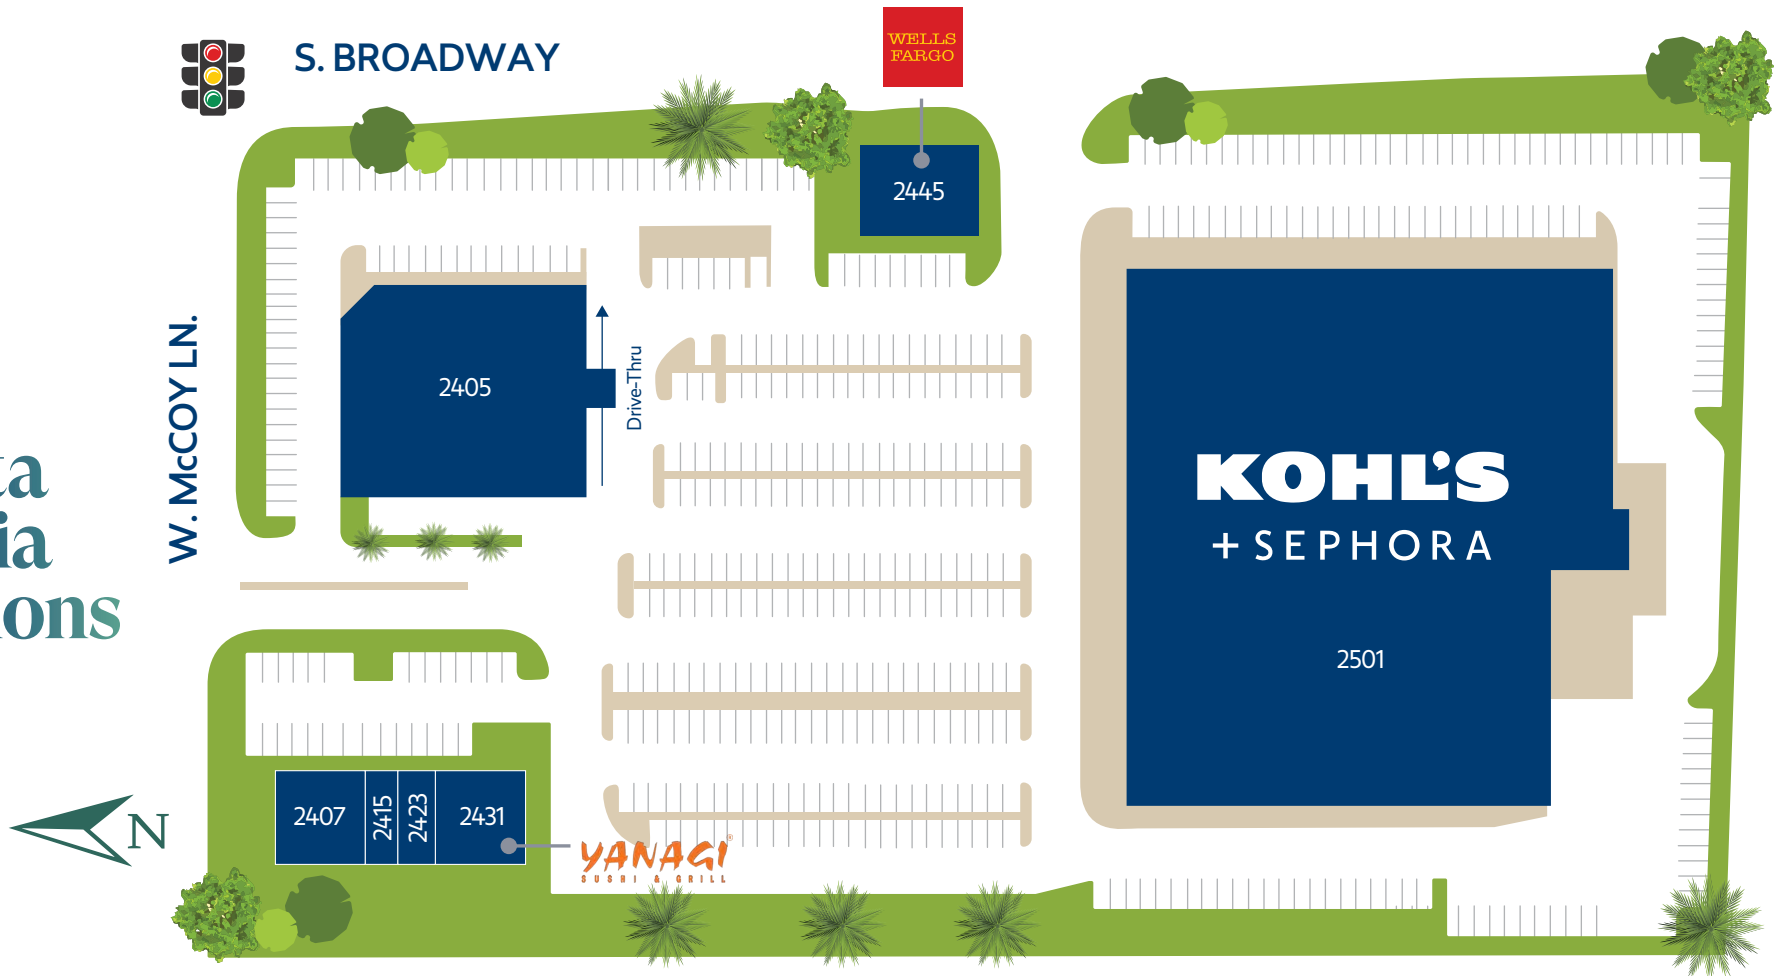 S. BROADWAY
WELLS
FARGO
2445
W. McCOY LN.
2405
Drive-Thru
KOHL'S
+ SEPHORA
2501
2407
2415
2423
2431
YANAGI®
SUSHI & GRILL
N